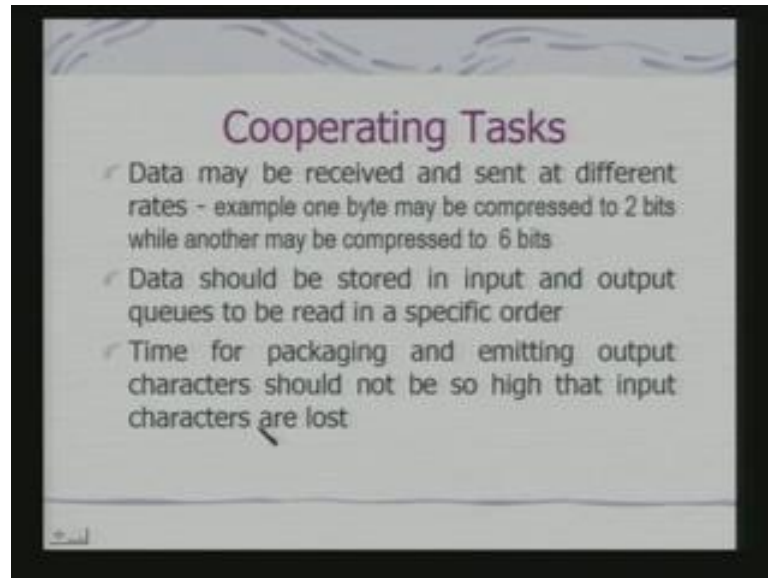 Cooperating Tasks
Data may be received and sent at different
rates - example one byte may be compressed to 2 bits
while another may be compressed to 6 bits
Data should be stored in input and output
queues to be read in a specific order
Time for packaging and emitting output
characters should not be so high that input
characters are lost